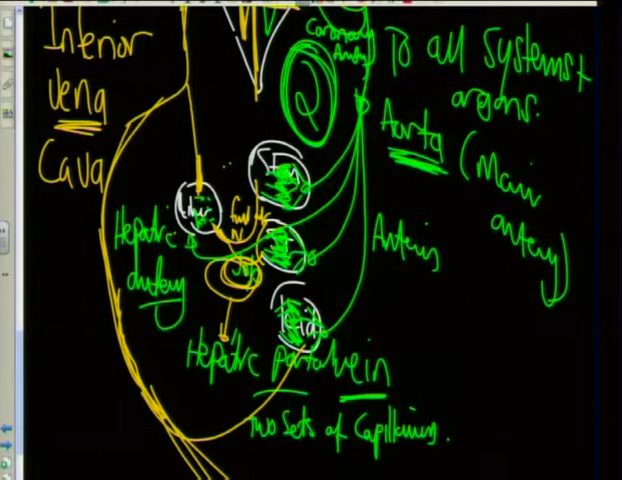 Inferior
Vena
Cava
Coronary
Artery
To all Systems +
organs.
Aorta (Main
artery)
Liver
Hepatic
Artery
Arteries
Hepatic portal vein
Two Sets of Capillaries.